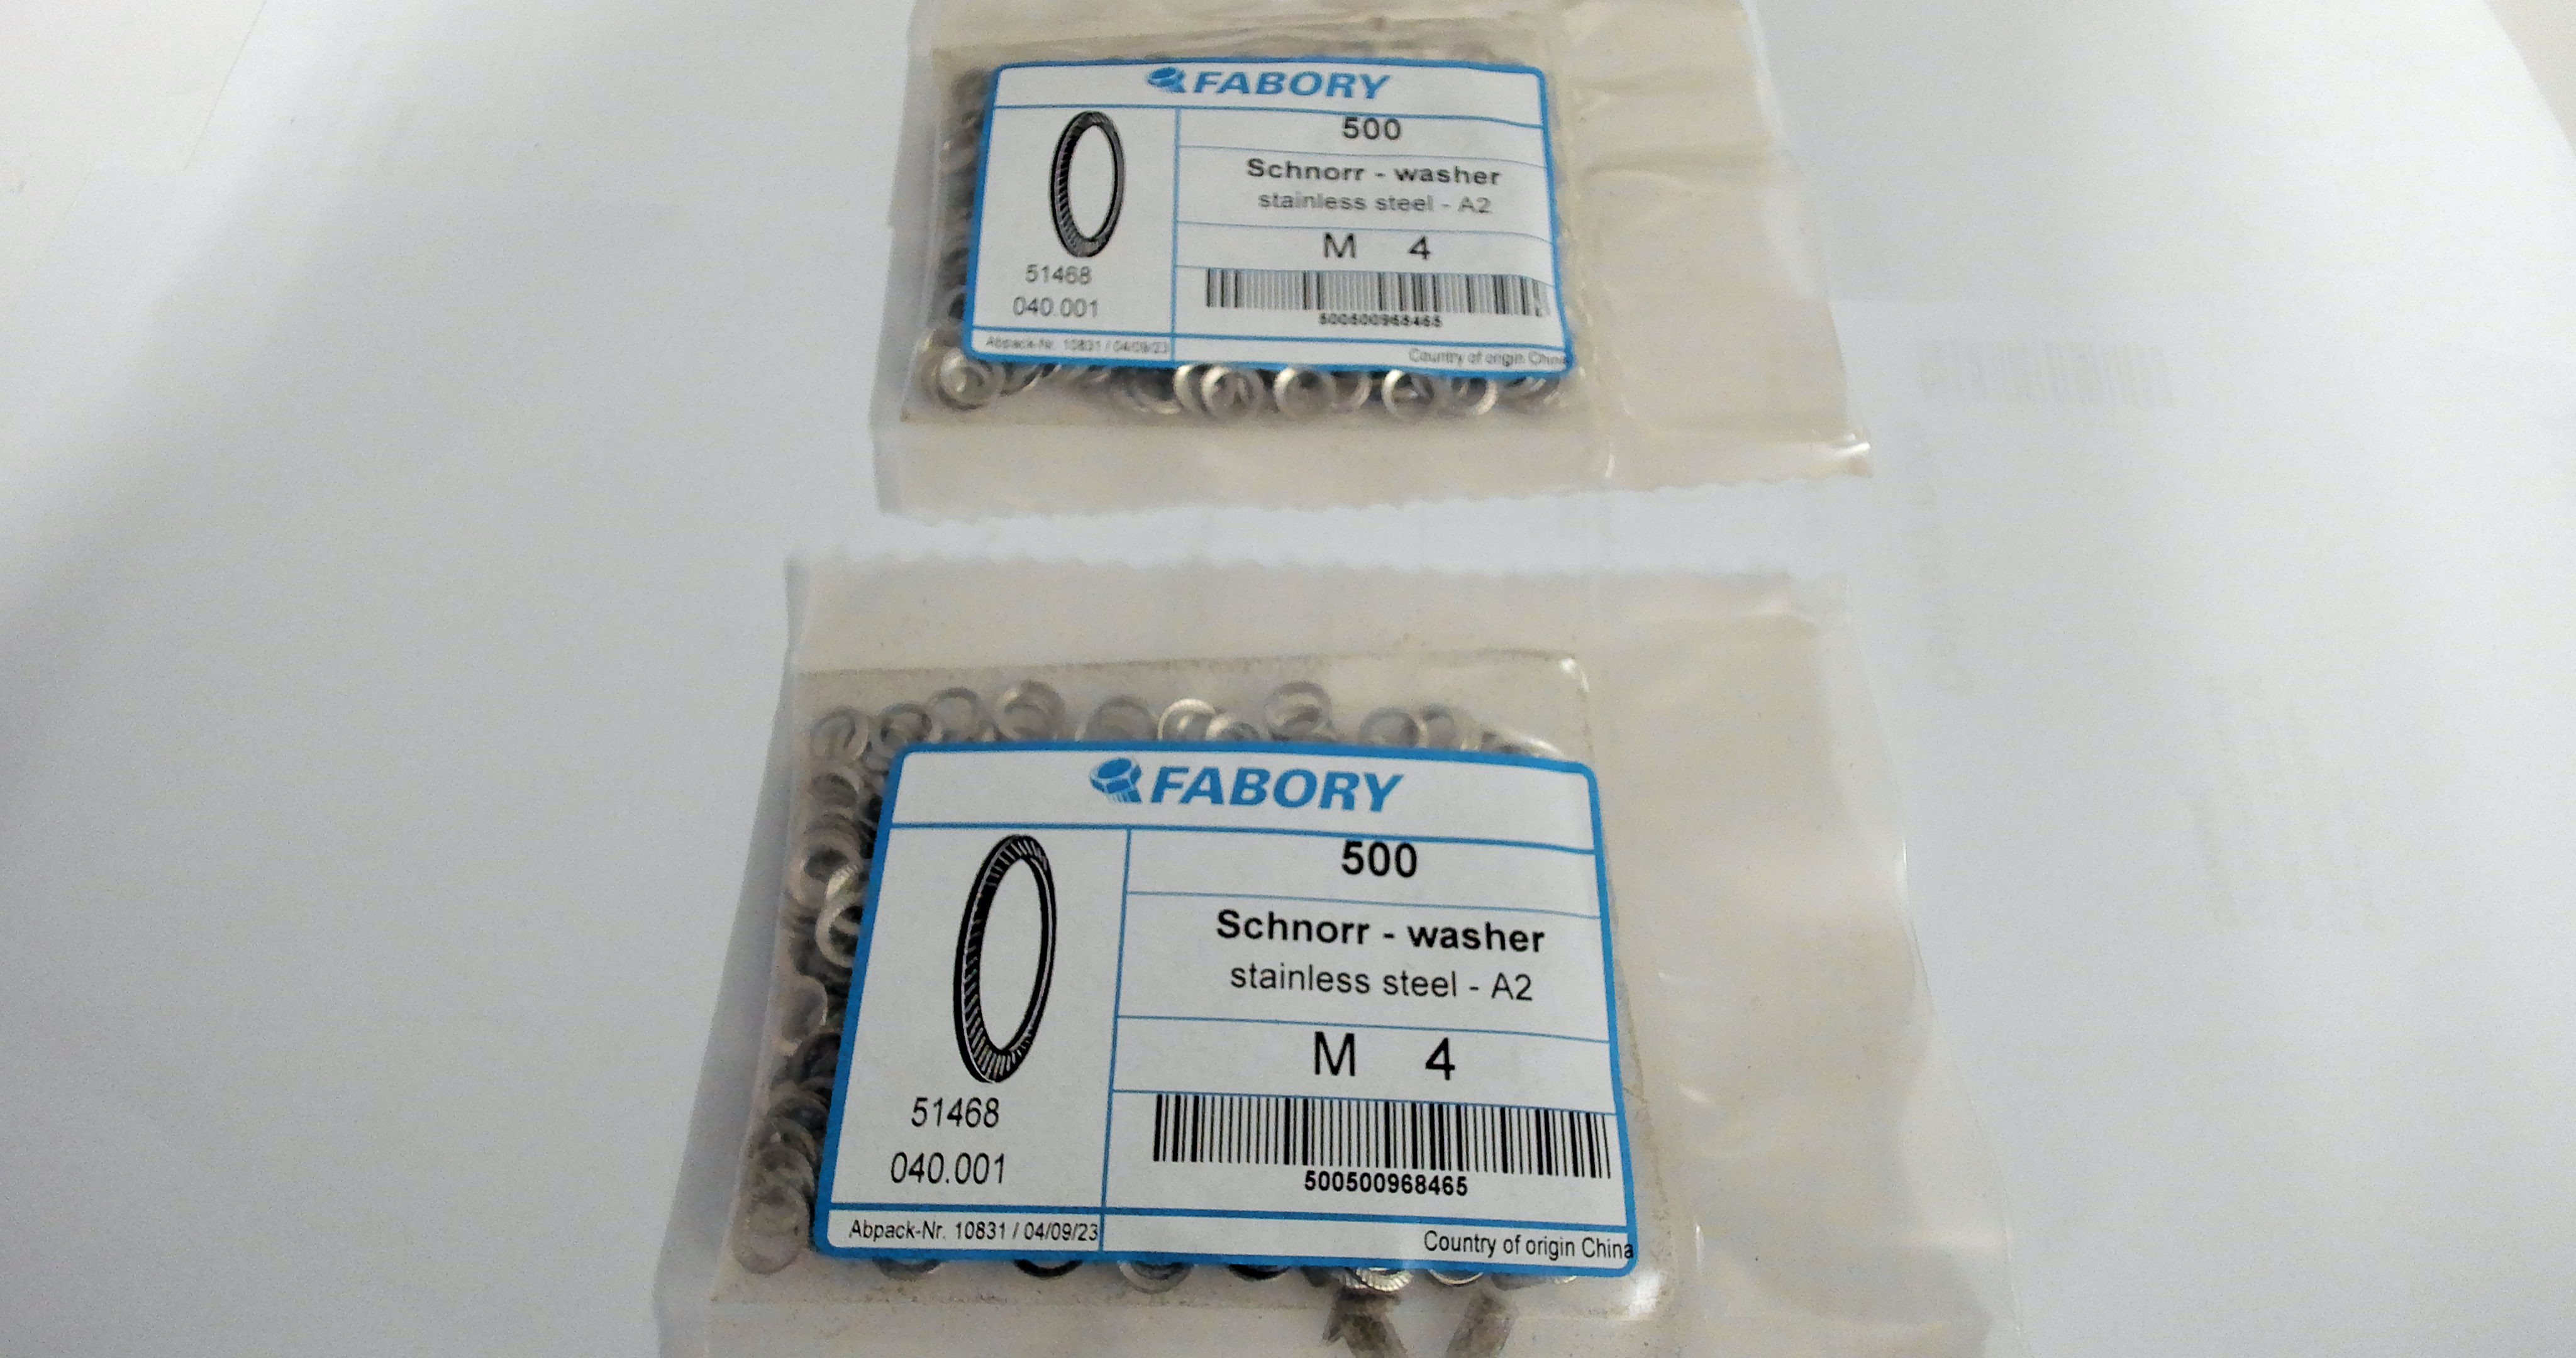 FABORY
500
Schnorr - washer
stainless steel - A2
M 4
51468
040.001
500500968465
Abpack-Nr. 10831 / 04/09/23
Country of origin China
FABORY
500
Schnorr - washer
stainless steel - A2
M 4
51468
040.001
500500968465
Abpack-Nr. 10831 / 04/09/23
Country of origin China